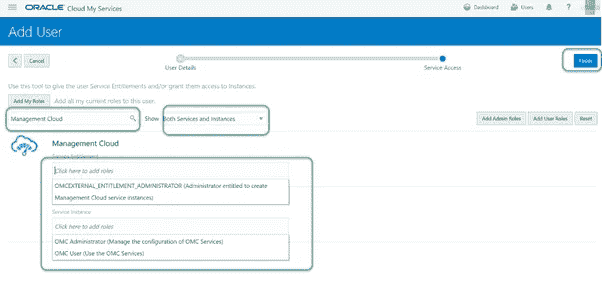 ORACLE Cloud My Services
Dashboard Users ?
Add User
Cancel
User Details Service Access
Finish
Use this tool to give the user Service Entitlements and/or grant them access to Instances.
Add My Roles Add all my current roles to this user.
Management Cloud Show Both Services and Instances Add Admin Roles Add User Roles Reset
Management Cloud
Service Entitlement
Click here to add roles
OMCEXTERNAL_ENTITLEMENT_ADMINISTRATOR (Administrator entitled to create
Management Cloud service instances)
Service Instance
Click here to add roles
OMC Administrator (Manage the configuration of OMC Services)
OMC User (Use the OMC Services)